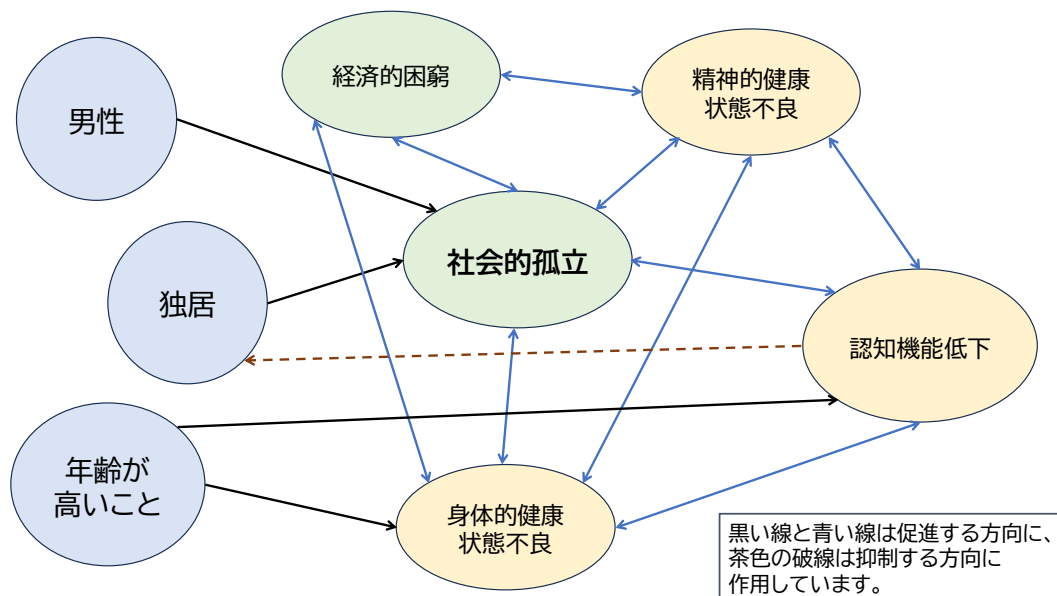 男性
経済的困窮
精神的健康
状態不良
社会的孤立
独居
認知機能低下
年齢が
高いこと
身体的健康
状態不良
黒い線と青い線は促進する方向に、
茶色の破線は抑制する方向に
作用しています。